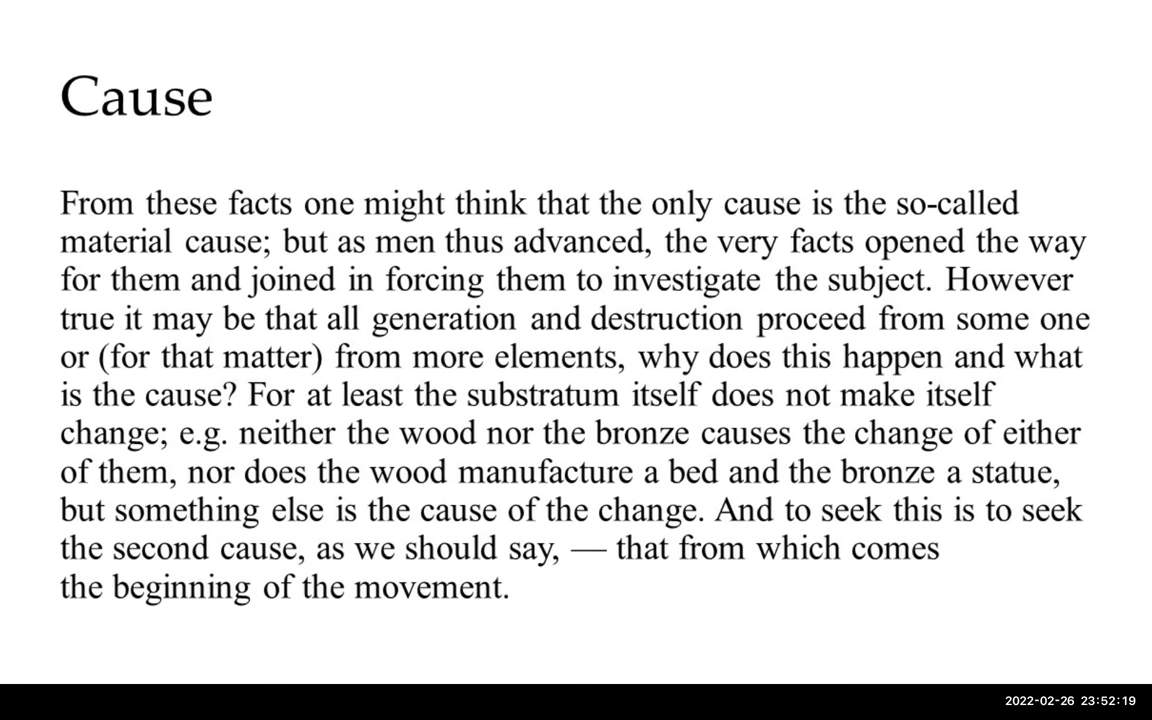 Cause
From these facts one might think that the only cause is the so-called
material cause; but as men thus advanced, the very facts opened the way
for them and joined in forcing them to investigate the subject. However
true it may be that all generation and destruction proceed from some one
or (for that matter) from more elements, why does this happen and what
is the cause? For at least the substratum itself does not make itself
change; e.g. neither the wood nor the bronze causes the change of either
of them, nor does the wood manufacture a bed and the bronze a statue,
but something else is the cause of the change. And to seek this is to seek
the second cause, as we should say, — that from which comes
the beginning of the movement.
2022-02-26 23:52:19